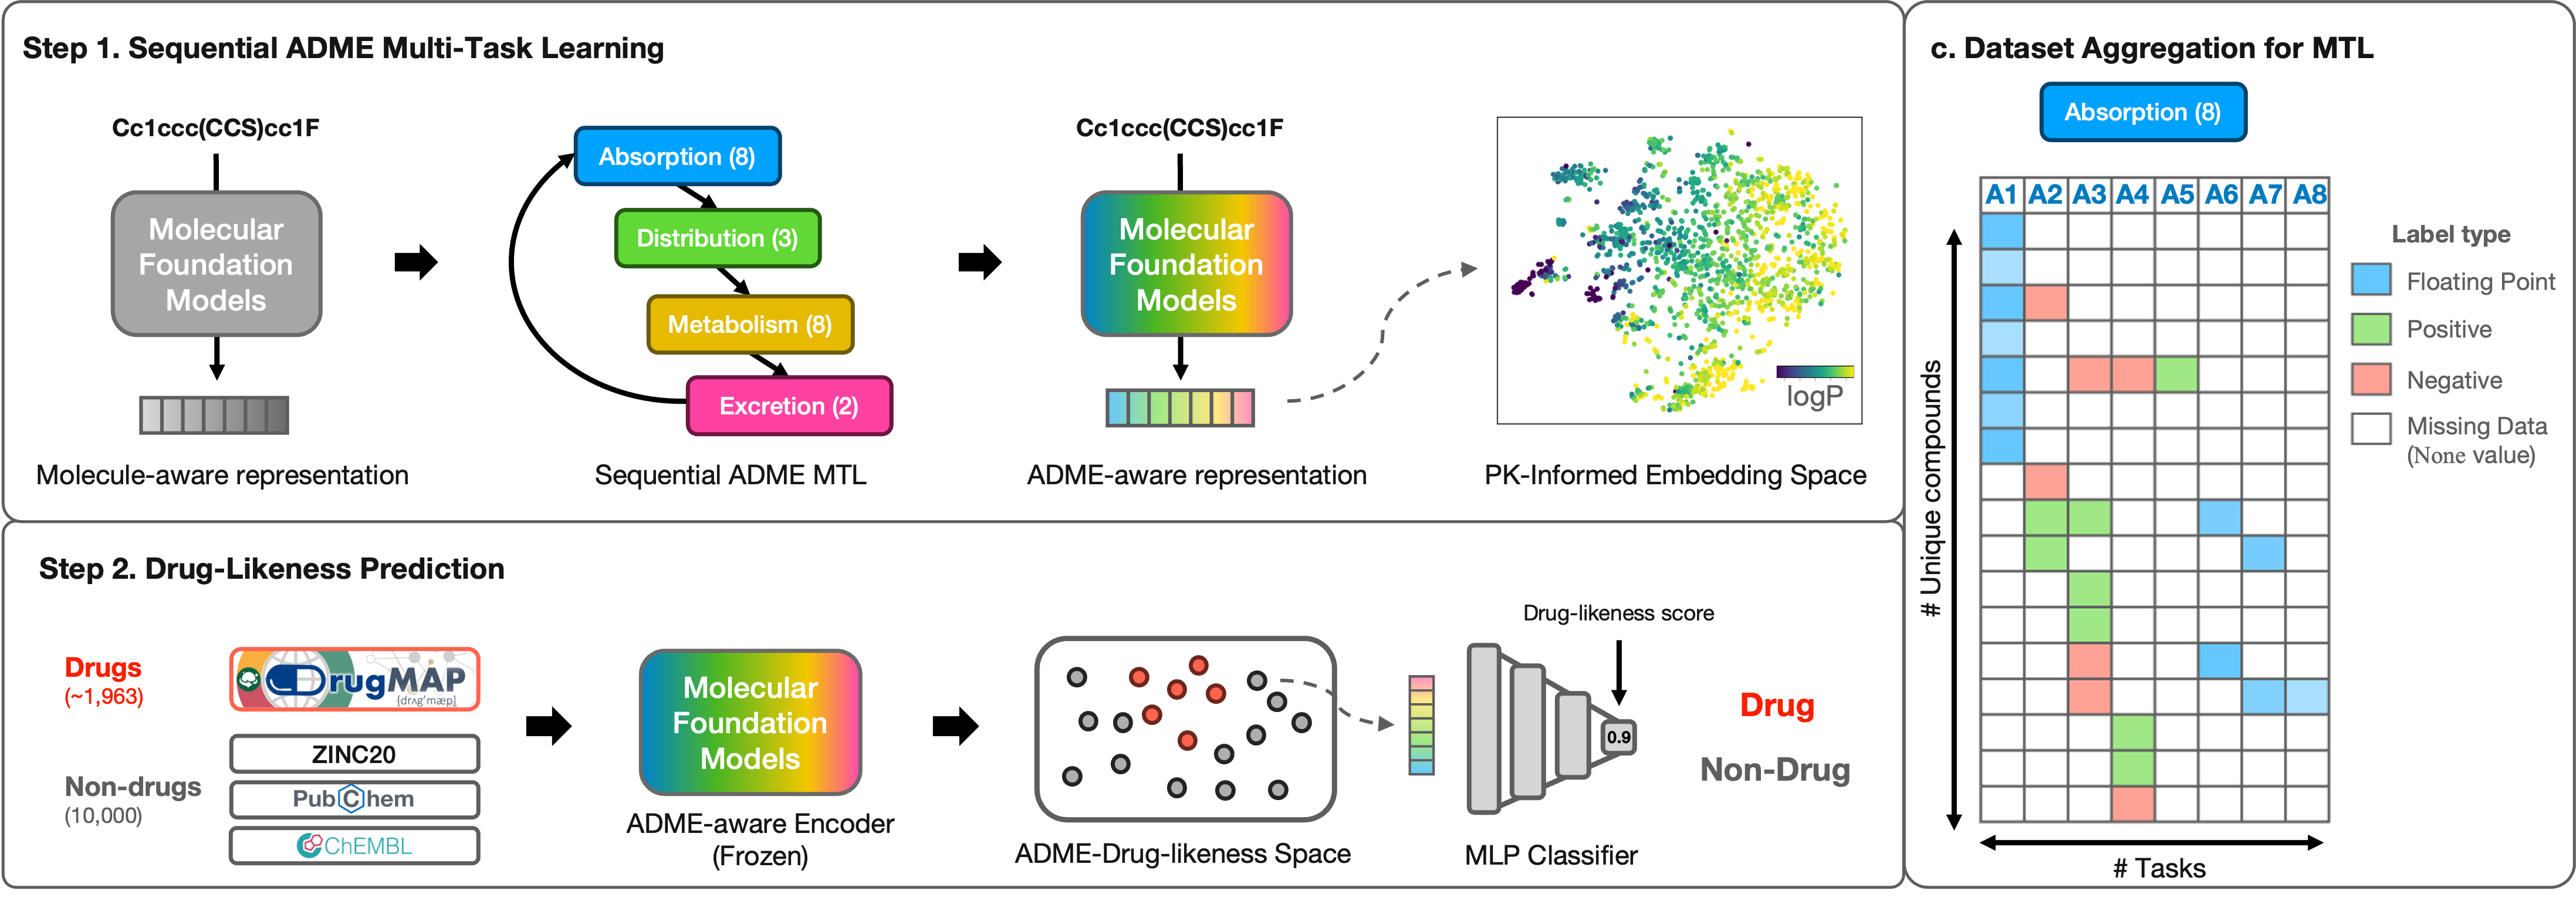 Step 1. Sequential ADME Multi-Task Learning
Cc1ccc(CCS)cc1F
Molecular
Foundation
Models
Molecule-aware representation
Absorption (8)
Distribution (3)
Metabolism (8)
Excretion (2)
Sequential ADME MTL
Cc1ccc(CCS)cc1F
Molecular
Foundation
Models
ADME-aware representation
logP
PK-Informed Embedding Space
Step 2. Drug-Likeness Prediction
Drugs
(~1,963)
DrugMAP
[drʌg'mæp]
Non-drugs
(10,000)
ZINC20
PubChem
ChEMBL
Molecular
Foundation
Models
ADME-aware Encoder
(Frozen)
ADME-Drug-likeness Space
Drug-likeness score
0.9
MLP Classifier
Drug
Non-Drug
c. Dataset Aggregation for MTL
Absorption (8)
A1 A2 A3 A4 A5 A6 A7 A8
# Unique compounds
# Tasks
Label type
Floating Point
Positive
Negative
Missing Data
(None value)